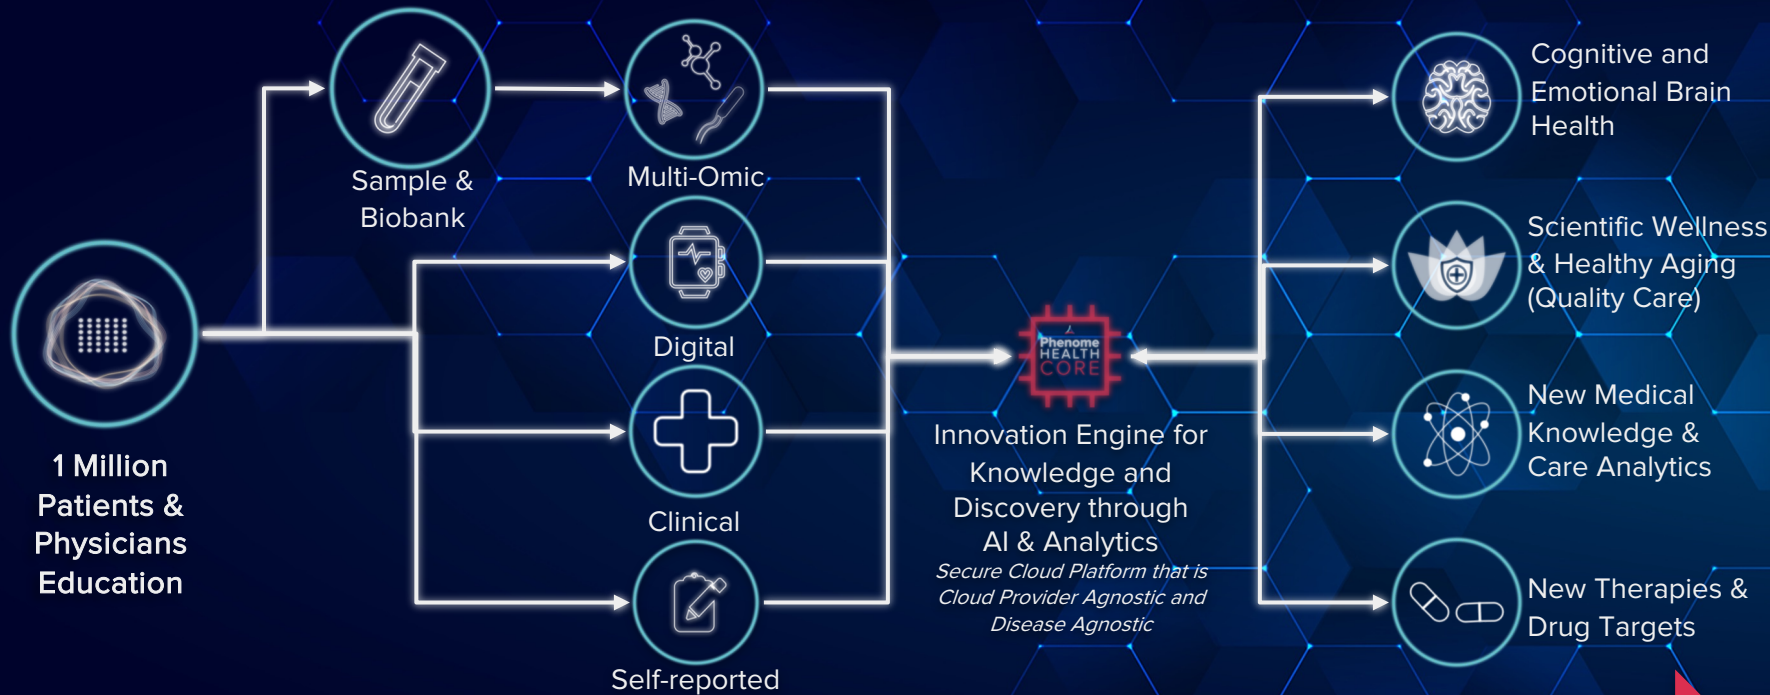 Sample &
Biobank
Multi-Omic
Digital
Clinical
Self-reported
1 Million
Patients &
Physicians
Education
Phenome
HEALTH
CORE
Innovation Engine for
Knowledge and
Discovery through
AI & Analytics
Secure Cloud Platform that is
Cloud Provider Agnostic and
Disease Agnostic
Cognitive and
Emotional Brain
Health
Scientific Wellness
& Healthy Aging
(Quality Care)
New Medical
Knowledge &
Care Analytics
New Therapies &
Drug Targets